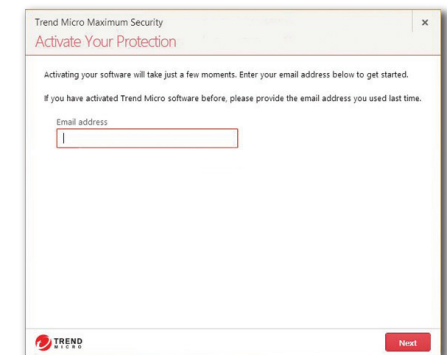 Trend Micro Maximum Security
×
Activate Your Protection
Activating your software will take just a few moments. Enter your email address below to get started.
If you have activated Trend Micro software before, please provide the email address you used last time.
Email address
TREND
MICRO
Next